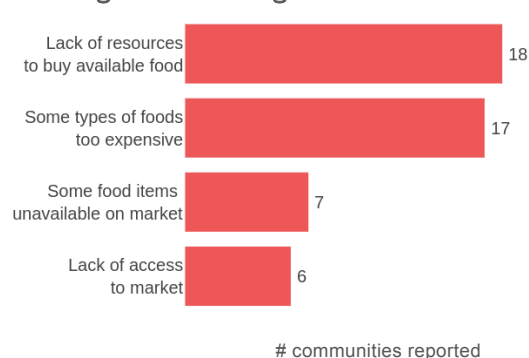 Lack of resources
to buy available food
18
Some types of foods
too expensive
17
Some food items
unavailable on market
7
Lack of access
to market
6
# communities reported